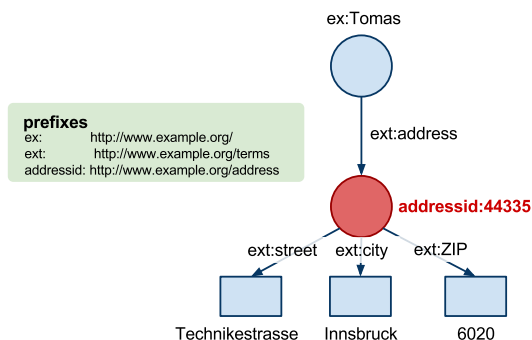 ex:Tomas
prefixes
ex: http://www.example.org/
ext: http://www.example.org/terms
addressid: http://www.example.org/address
ext:address
addressid:44335
ext:street ext:city ext:ZIP
Technikestrasse Innsbruck 6020